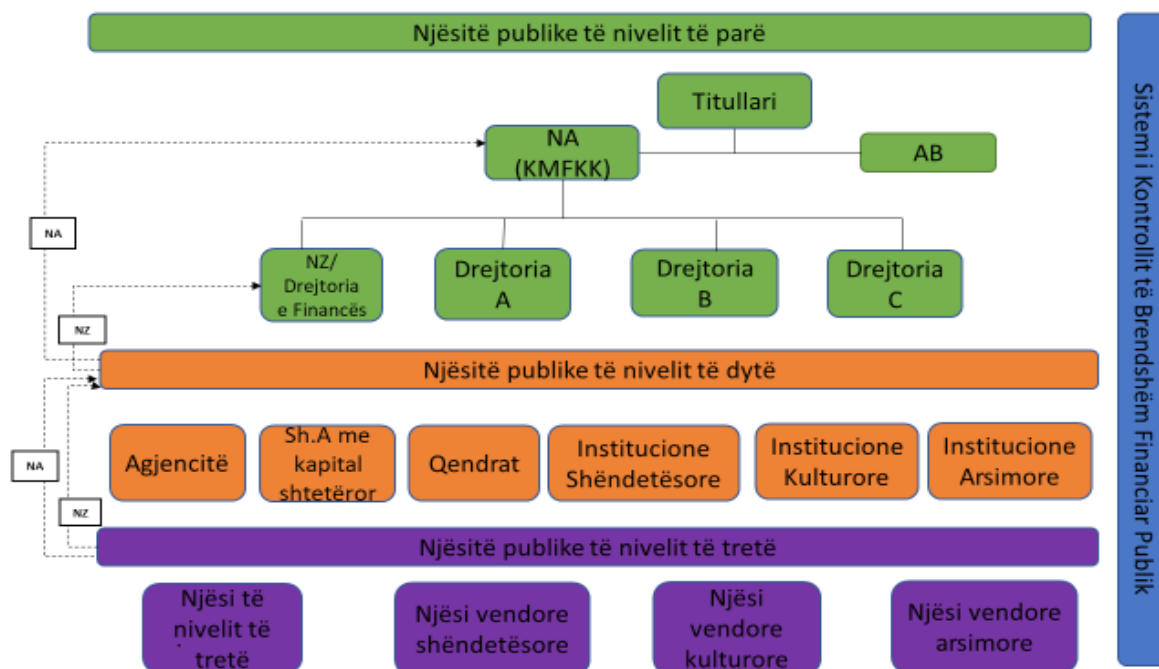 Njësitë publike të nivelit të parë
Titullari
NA
(KMFKK)
AB
NA
NZ/
Drejtoria
e Financës
Drejtoria
A
Drejtoria
B
Drejtoria
C
NZ
Njësitë publike të nivelit të dytë
Agjencitë
Sh.A me
kapital
shtetëror
Qendrat
Institucione
Shëndetësore
Institucione
Kulturore
Institucione
Arsimore
NA
NZ
Njësitë publike të nivelit të tretë
Njësi të
nivelit të
tretë
Njësi vendore
shëndetësore
Njësi
vendore
kulturore
Njësi vendore
arsimore
Sistemi i Kontrollit të Brendshëm Financiar Publik